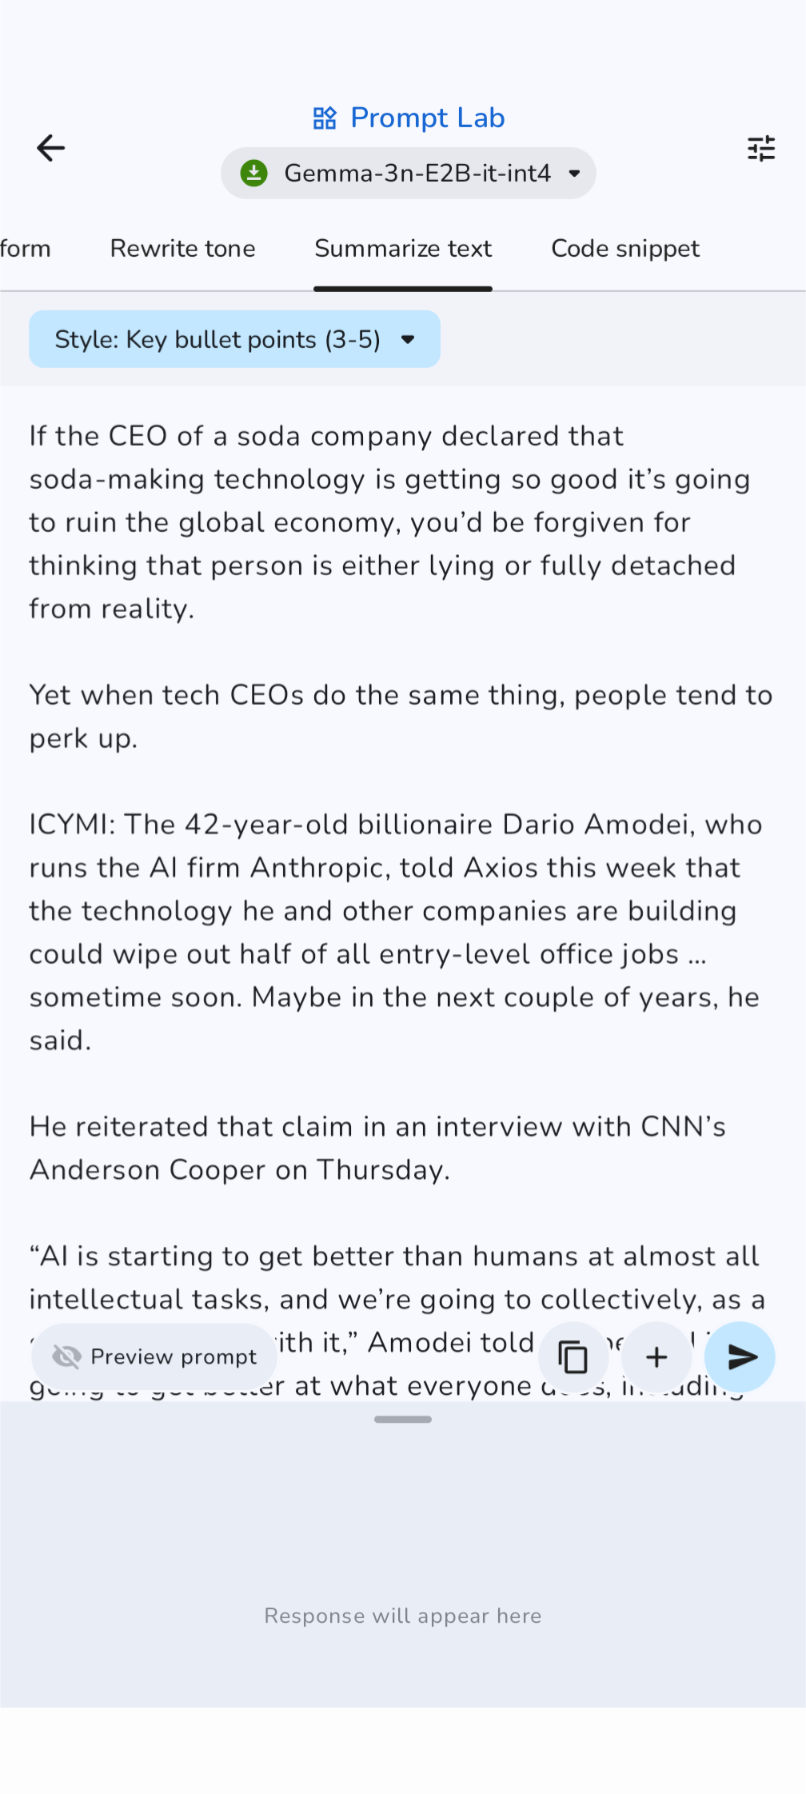 Prompt Lab
Gemma-3n-E2B-it-int4
form Rewrite tone Summarize text Code snippet
Style: Key bullet points (3-5)
If the CEO of a soda company declared that
soda-making technology is getting so good it’s going
to ruin the global economy, you’d be forgiven for
thinking that person is either lying or fully detached
from reality.
Yet when tech CEOs do the same thing, people tend to
perk up.
ICYMI: The 42-year-old billionaire Dario Amodei, who
runs the AI firm Anthropic, told Axios this week that
the technology he and other companies are building
could wipe out half of all entry-level office jobs ...
sometime soon. Maybe in the next couple of years, he
said.
He reiterated that claim in an interview with CNN’s
Anderson Cooper on Thursday.
“AI is starting to get better than humans at almost all
intellectual tasks, and we’re going to collectively, as a
with it,” Amodei told
Preview prompt
going to get better at what everyone does, including
Response will appear here